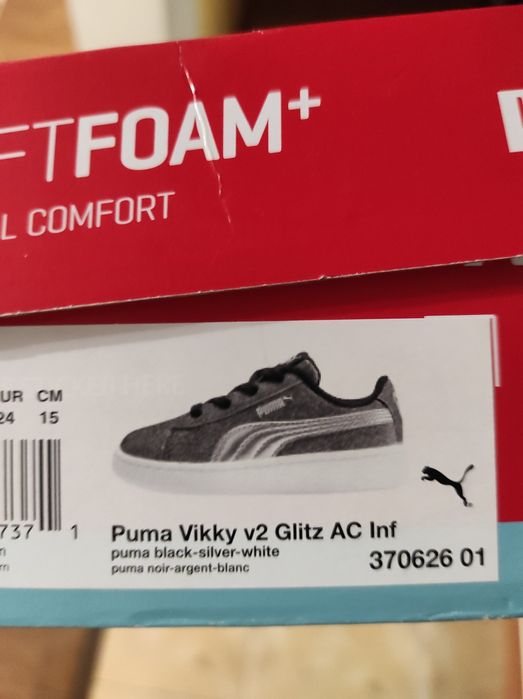 FTFOAM+
L COMFORT
UR CM
24 15
737 1
PUMA
Puma Vikky v2 Glitz AC Inf
puma black-silver-white
puma noir-argent-blanc
370626 01